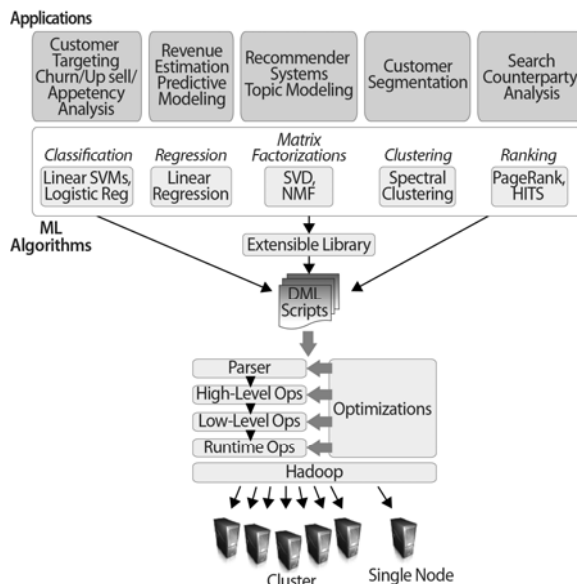 Applications
Customer
Targeting
Churn/Up sell/
Appetency
Analysis
Revenue
Estimation
Predictive
Modeling
Recommender
Systems
Topic Modeling
Customer
Segmentation
Search
Counterparty
Analysis
Classification
Linear SVMs,
Logistic Reg
Regression
Linear
Regression
Matrix
Factorizations
SVD,
NMF
Clustering
Spectral
Clustering
Ranking
PageRank,
HITS
ML
Algorithms
Extensible Library
DML
Scripts
Parser
High-Level Ops
Low-Level Ops
Runtime Ops
Optimizations
Hadoop
Cluster
Single Node